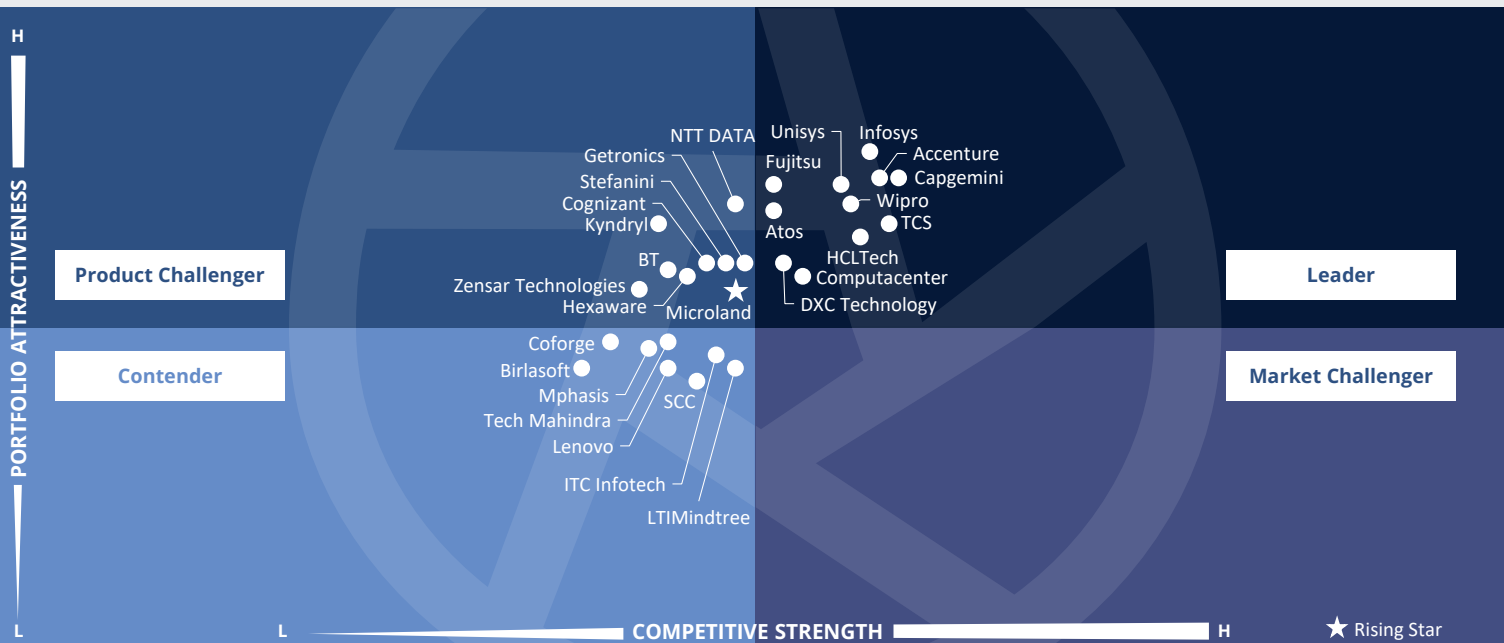 H
NTT DATA
Unisys
Infosys
Getronics
Fujitsu
Accenture
Stefanini
Capgemini
Cognizant
Wipro
Kyndryl
TCS
Atos
BT
HCLTech
Product Challenger
Leader
Computacenter
Zensar Technologies
Hexaware
Microland
DXC Technology
PORTFOLIO ATTRACTIVENESS
Coforge
Birlasoft
Contender
Market Challenger
Mphasis
SCC
Tech Mahindra
Lenovo
ITC Infotech
LTIMindtree
L
L
COMPETITIVE STRENGTH
H
Rising Star